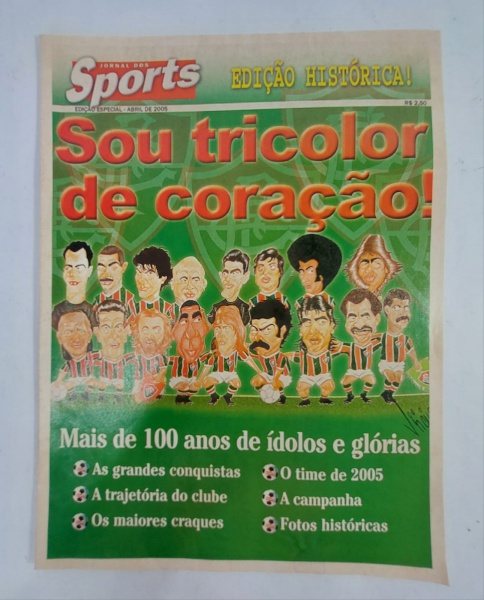 JORNAL DOS
Sports
EDIÇÃO HISTÓRICA!
EDIÇÃO ESPECIAL - ABRIL DE 2005
R$ 2,50
Sou tricolor
de coração!
Mais de 100 anos de ídolos e glórias
As grandes conquistas
O time de 2005
A trajetória do clube
A campanha
Os maiores craques
Fotos históricas